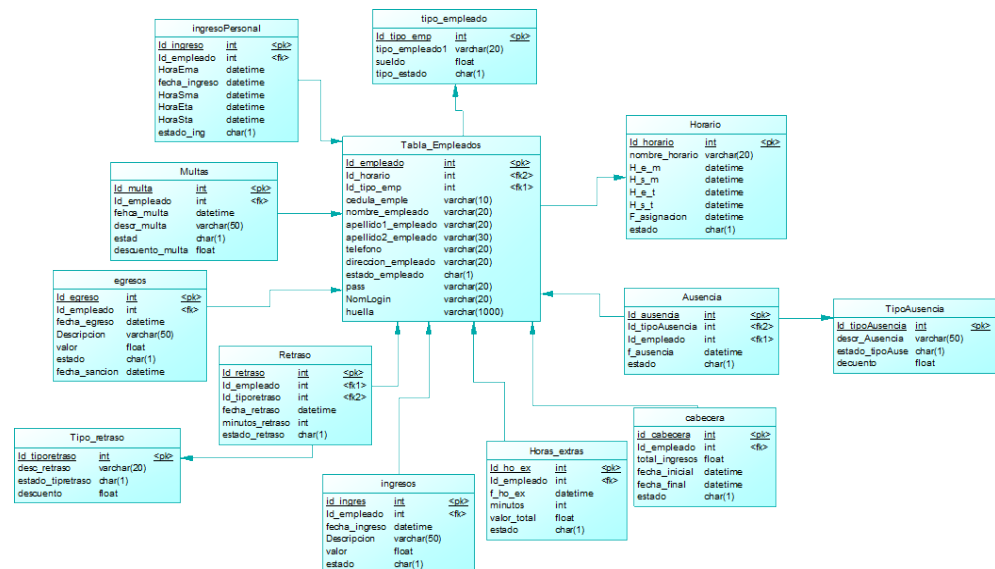 ingresoPersonal
Id_ingreso int <pk>
Id_empleado int <fk>
HoraEma datetime
fecha_ingreso datetime
HoraSma datetime
HoraEta datetime
HoraSta datetime
estado_ing char(1)
tipo_empleado
Id_tipo_emp int <pk>
tipo_empleado1 varchar(20)
sueldo float
tipo_estado char(1)
Tabla_Empleados
Id_empleado int <pk>
Id_horario int <fk2>
Id_tipo_emp int <fk1>
cedula_emple varchar(10)
nombre_empleado varchar(20)
apellido1_empleado varchar(20)
apellido2_empleado varchar(30)
telefono varchar(20)
direccion_empleado varchar(20)
estado_empleado char(1)
pass varchar(20)
NomLogin varchar(20)
huella varchar(1000)
Horario
Id_horario int <pk>
nombre_horario varchar(20)
H_e_m datetime
H_s_m datetime
H_e_t datetime
H_s_t datetime
F_asignacion datetime
estado char(1)
Multas
Id_multa int <pk>
Id_empleado int <fk>
fehca_multa datetime
descr_multa varchar(50)
estad char(1)
descuento_multa float
egresos
Id_egreso int <pk>
Id_empleado int <fk>
fecha_egreso datetime
Descripcion varchar(50)
valor float
estado char(1)
fecha_sancion datetime
Ausencia
Id_ausencia int <pk>
Id_tipoAusencia int <fk2>
Id_empleado int <fk1>
f_ausencia datetime
estado char(1)
TipoAusencia
Id_tipoAusencia int <pk>
descr_Ausencia varchar(50)
estado_tipoAuse char(1)
decuento float
Retraso
Id_retraso int <pk>
Id_empleado int <fk1>
Id_tiporetraso int <fk2>
fecha_retraso datetime
minutos_retraso int
estado_retraso char(1)
Tipo_retraso
Id_tiporetraso int <pk>
desc_retraso varchar(20)
estado_tipretraso char(1)
descuento float
ingresos
id_ingres int <pk>
Id_empleado int <fk>
fecha_ingreso datetime
Descripcion varchar(50)
valor float
estado char(1)
Horas_extras
Id_ho_ex int <pk>
Id_empleado int <fk>
f_ho_ex datetime
minutos int
valor_total float
estado char(1)
cabecera
id_cabecera int <pk>
Id_empleado int <fk>
total_ingresos float
fecha_inicial datetime
fecha_final datetime
estado char(1)